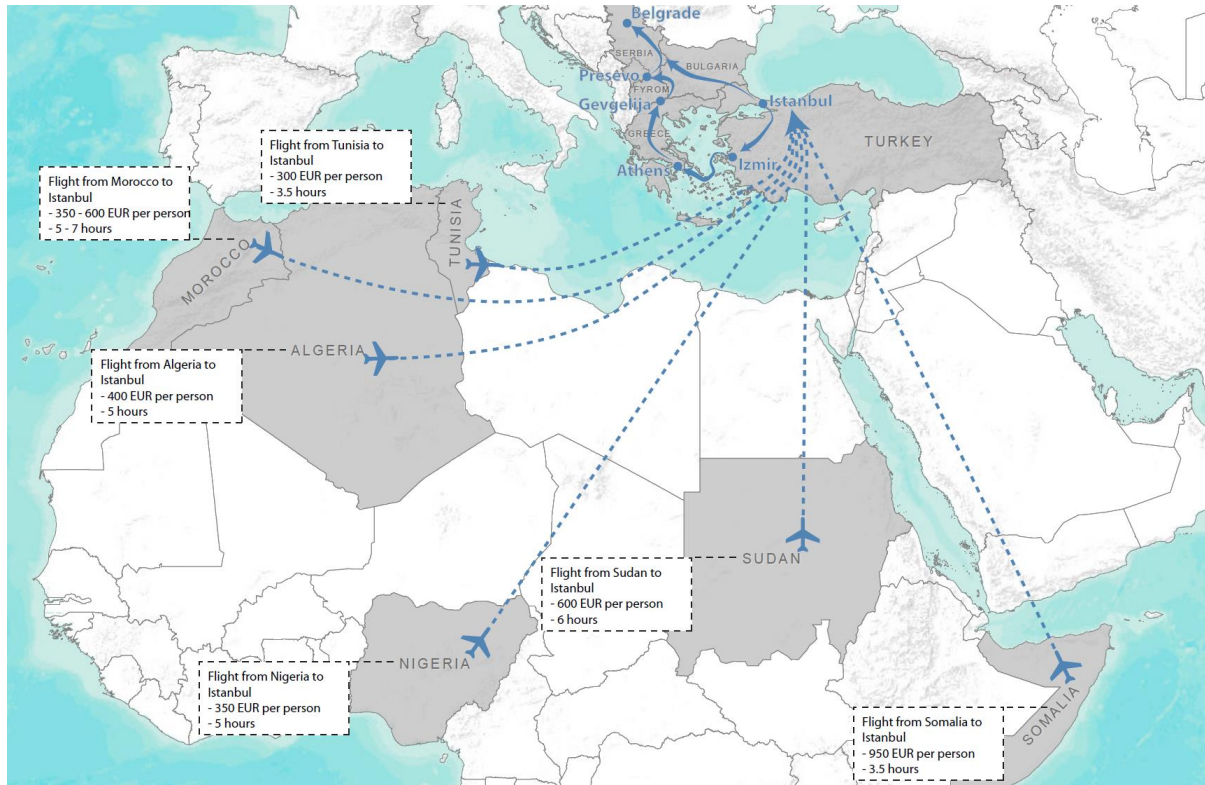 Belgrade
SERBIA
BULGARIA
Presevo
FYROM
Gevgelija
Istanbul
GREECE
TURKEY
Athens
Izmir
Flight from Tunisia to
Istanbul
- 300 EUR per person
- 3.5 hours
TUNISIA
Flight from Morocco to
Istanbul
- 350 - 600 EUR per person
- 5 - 7 hours
MOROCCO
ALGERIA
Flight from Algeria to
Istanbul
- 400 EUR per person
- 5 hours
SUDAN
Flight from Sudan to
Istanbul
- 600 EUR per person
- 6 hours
NIGERIA
Flight from Nigeria to
Istanbul
- 350 EUR per person
- 5 hours
SOMALIA
Flight from Somalia to
Istanbul
- 950 EUR per person
- 3.5 hours